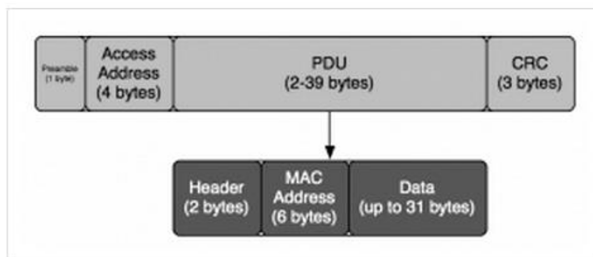 Preamble
(1 byte)
Access
Address
(4 bytes)
PDU
(2-39 bytes)
CRC
(3 bytes)
Header
(2 bytes)
MAC
Address
(6 bytes)
Data
(up to 31 bytes)